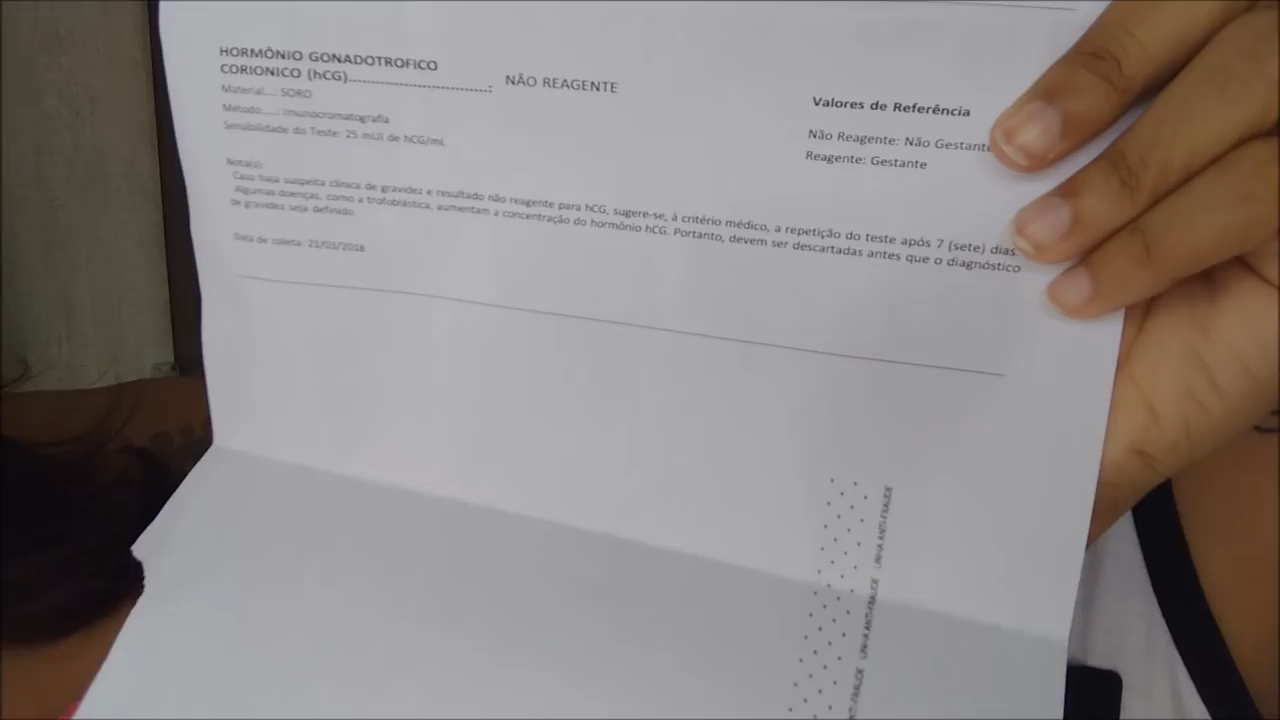 HORMÔNIO GONADOTROFICO
CORIONICO (hCG)..................................: NÃO REAGENTE
Material....: SORO
Método......: Imunocromatografia
Sensibilidade do Teste: 25 mUI de hCG/mL
Valores de Referência
Não Reagente: Não Gestante
Reagente: Gestante
Nota(s):
Caso haja suspeita clínica de gravidez e resultado não reagente para hCG, sugere-se, à critério médico, a repetição do teste após 7 (sete) dias.
Algumas doenças, como a trofoblástica, aumentam a concentração do hormônio hCG. Portanto, devem ser descartadas antes que o diagnóstico
de gravidez seja definido.
Data de coleta: /03/2018
LINHA ANTI-FRAUDE
LINHA ANTI-FRAUDE
ANTI-FRAUDE